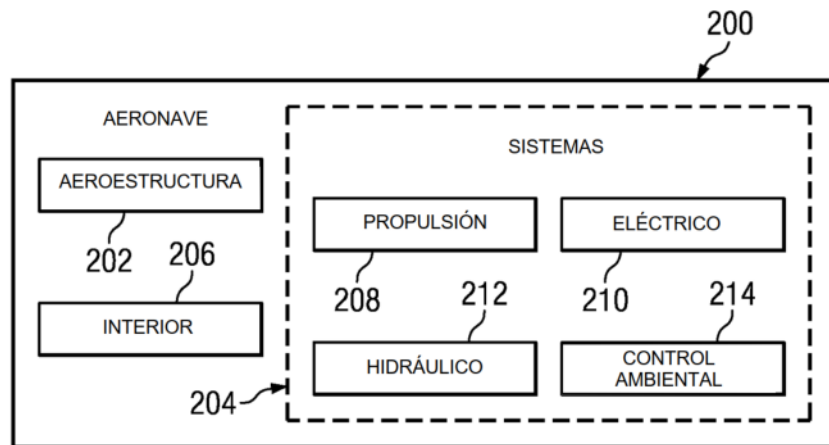 200
AERONAVE
SISTEMAS
AEROESTRUCTURA
202
206
INTERIOR
PROPULSIÓN
ELÉCTRICO
208
212
210
214
HIDRÁULICO
CONTROL
AMBIENTAL
204